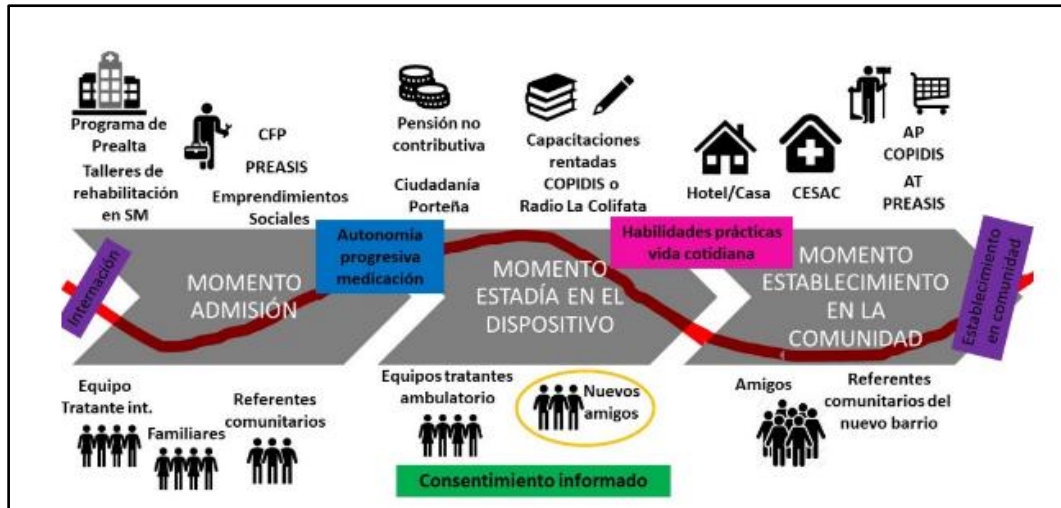 Programa de
Prealta
Talleres de
rehabilitación
en SM
CFP
PREASIS
Emprendimientos
Sociales
Pensión no
contributiva
Ciudadanía
Porteña
Capacitaciones
rentadas
COPIDIS o
Radio La Colifata
Hotel/Casa
CESAC
AP
COPIDIS
AT
PREASIS
Internación
MOMENTO
ADMISIÓN
Autonomía
progresiva
medicación
MOMENTO
ESTADÍA EN EL
DISPOSITIVO
Habilidades prácticas
vida cotidiana
MOMENTO
ESTABLECIMIENTO
EN LA
COMUNIDAD
Establecimiento
en comunidad
Equipo
Tratante int.
Familiares
Referentes
comunitarios
Equipos tratantes
ambulatorio
Nuevos
amigos
Amigos
Referentes
comunitarios del
nuevo barrio
Consentimiento informado